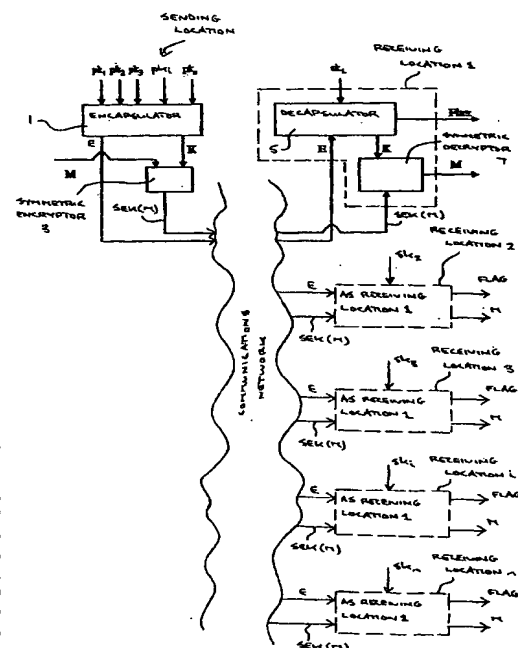 SENDING
LOCATION
pk₁ pk₂ pk₃ pki pkn
1
ENCAPSULATOR
E
K
M
SYMMETRIC
ENCRYPTOR
3
SEK(M)
RECEIVING
LOCATION 1
DECAPSULATOR
5
Flag
E
K
SYMMETRIC
DECRYPTOR
7
M
SEK(M)
COMMUNICATIONS
NETWORK
RECEIVING
LOCATION 2
sk₂
E
AS RECEIVING
LOCATION 1
FLAG
M
SEK(M)
RECEIVING
LOCATION 3
sk₃
E
AS RECEIVING
LOCATION 1
FLAG
M
SEK(M)
RECEIVING
LOCATION i
ski
E
AS RECEIVING
LOCATION 1
FLAG
M
SEK(M)
RECEIVING
LOCATION n
skn
E
AS RECEIVING
LOCATION 1
FLAG
M
SEK(M)